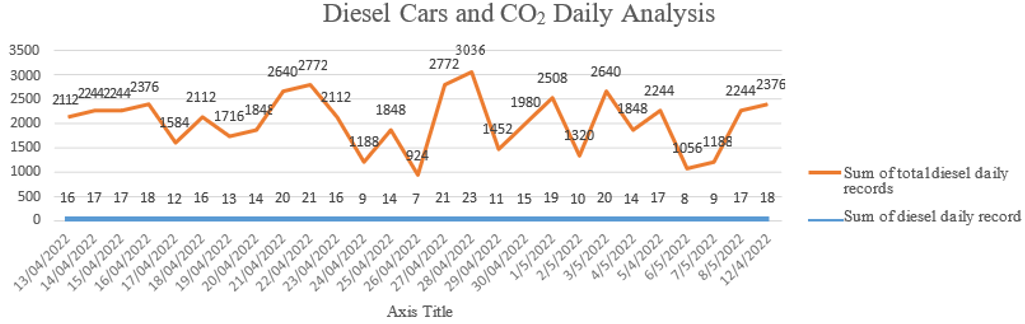 Diesel Cars and CO₂ Daily Analysis
3500
3000
2500
2000
1500
1000
500
0
2112 2244 2244 2376 1584 2112 1716 1848 2640 2772 2112 1188 1848 924 2772 3036 1452 1980 2508 1320 2640 1848 2244 1056 1188 2244 2376
16 17 17 18 12 16 13 14 20 21 16 9 14 7 21 23 11 15 19 10 20 14 17 8 9 17 18
13/04/2022 14/04/2022 15/04/2022 16/04/2022 17/04/2022 18/04/2022 19/04/2022 20/04/2022 21/04/2022 22/04/2022 23/04/2022 24/04/2022 25/04/2022 26/04/2022 27/04/2022 28/04/2022 29/04/2022 30/04/2022 1/5/2022 2/5/2022 3/5/2022 4/5/2022 5/4/2022 6/5/2022 7/5/2022 8/5/2022 12/4/2022
Axis Title
Sum of total diesel daily
records
Sum of diesel daily record